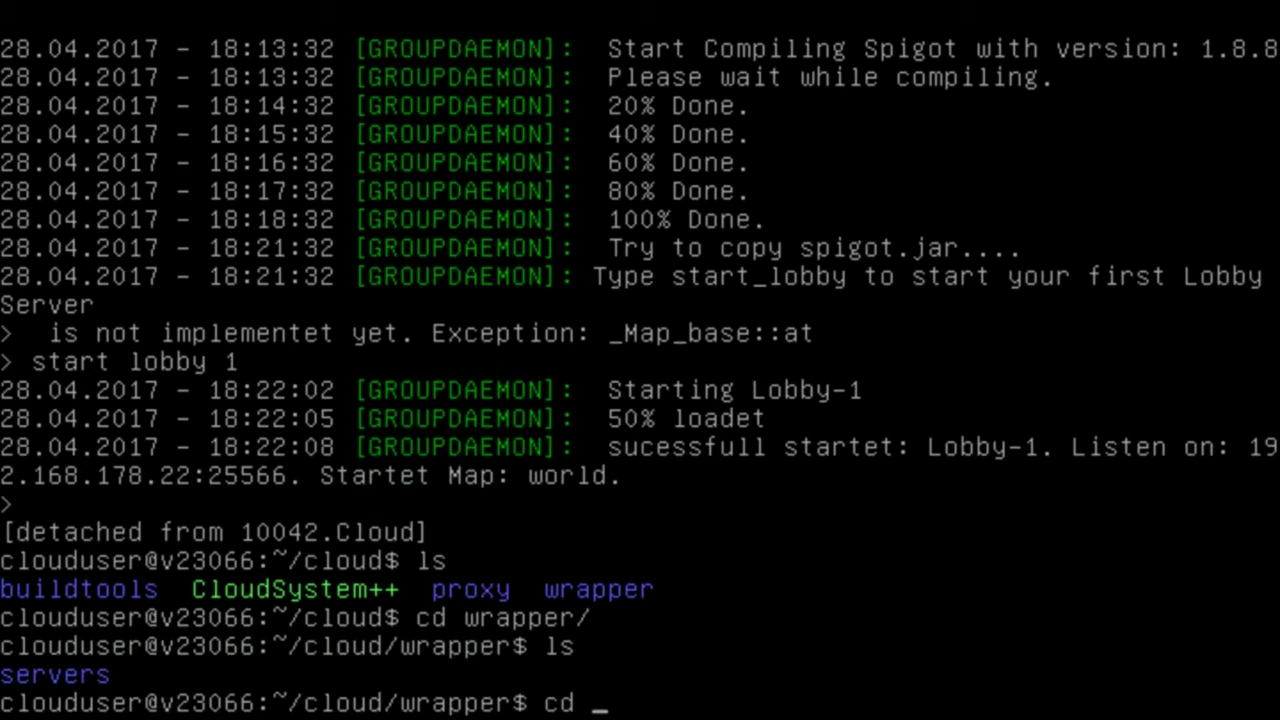 28.04.2017 - 18:13:32 [GROUPDAEMON]: Start Compiling Spigot with version: 1.8.8
28.04.2017 - 18:13:32 [GROUPDAEMON]: Please wait while compiling.
28.04.2017 - 18:14:32 [GROUPDAEMON]: 20% Done.
28.04.2017 - 18:15:32 [GROUPDAEMON]: 40% Done.
28.04.2017 - 18:16:32 [GROUPDAEMON]: 60% Done.
28.04.2017 - 18:17:32 [GROUPDAEMON]: 80% Done.
28.04.2017 - 18:18:32 [GROUPDAEMON]: 100% Done.
28.04.2017 - 18:21:32 [GROUPDAEMON]: Try to copy spigot.jar....
28.04.2017 - 18:21:32 [GROUPDAEMON]: Type start_lobby to start your first Lobby
Server
> is not implementet yet. Exception: _Map_base::at
> start lobby 1
28.04.2017 - 18:22:02 [GROUPDAEMON]: Starting Lobby-1
28.04.2017 - 18:22:05 [GROUPDAEMON]: 50% loadet
28.04.2017 - 18:22:08 [GROUPDAEMON]: sucessfull startet: Lobby-1. Listen on: 19
2.168.178.22:25566. Startet Map: world.
>
[detached from 10042.Cloud]
clouduser@v23066:~/cloud$ ls
buildtools CloudSystem++ proxy wrapper
clouduser@v23066:~/cloud$ cd wrapper/
clouduser@v23066:~/cloud/wrapper$ ls
servers
clouduser@v23066:~/cloud/wrapper$ cd _